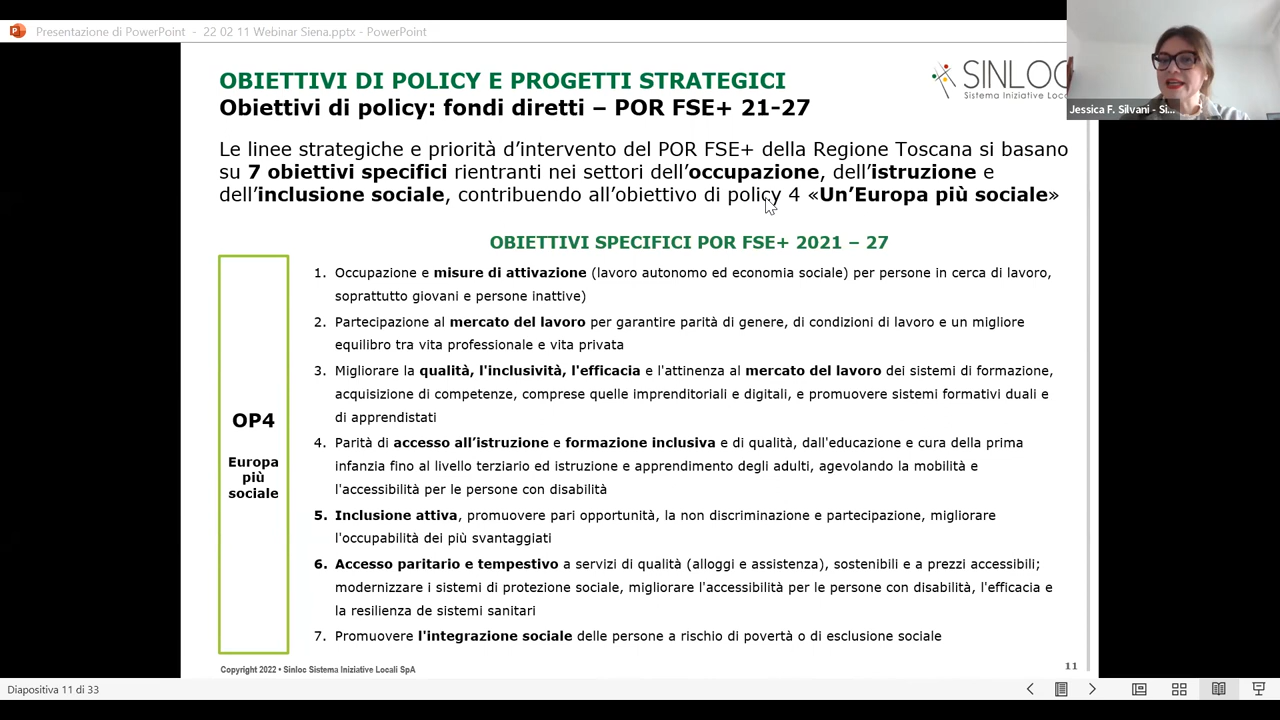 Presentazione di PowerPoint - 22 02 11 Webinar Siena.pptx - PowerPoint
OBIETTIVI DI POLICY E PROGETTI STRATEGICI
Obiettivi di policy: fondi diretti – POR FSE+ 21-27
SINLOC
Sistema Iniziative Loca
Jessica F. Silvani - Si...
Le linee strategiche e priorità d’intervento del POR FSE+ della Regione Toscana si basano
su 7 obiettivi specifici rientranti nei settori dell’occupazione, dell’istruzione e
dell’inclusione sociale, contribuendo all’obiettivo di policy 4 «Un’Europa più sociale»
OBIETTIVI SPECIFICI POR FSE+ 2021 – 27
OP4
Europa
più
sociale
1. Occupazione e misure di attivazione (lavoro autonomo ed economia sociale) per persone in cerca di lavoro,
soprattutto giovani e persone inattive)
2. Partecipazione al mercato del lavoro per garantire parità di genere, di condizioni di lavoro e un migliore
equilibro tra vita professionale e vita privata
3. Migliorare la qualità, l'inclusività, l'efficacia e l'attinenza al mercato del lavoro dei sistemi di formazione,
acquisizione di competenze, comprese quelle imprenditoriali e digitali, e promuovere sistemi formativi duali e
di apprendistati
4. Parità di accesso all’istruzione e formazione inclusiva e di qualità, dall'educazione e cura della prima
infanzia fino al livello terziario ed istruzione e apprendimento degli adulti, agevolando la mobilità e
l'accessibilità per le persone con disabilità
5. Inclusione attiva, promuovere pari opportunità, la non discriminazione e partecipazione, migliorare
l'occupabilità dei più svantaggiati
6. Accesso paritario e tempestivo a servizi di qualità (alloggi e assistenza), sostenibili e a prezzi accessibili;
modernizzare i sistemi di protezione sociale, migliorare l'accessibilità per le persone con disabilità, l'efficacia e
la resilienza de sistemi sanitari
7. Promuovere l'integrazione sociale delle persone a rischio di povertà o di esclusione sociale
Copyright 2022 • Sinloc Sistema Iniziative Locali SpA
11
Diapositiva 11 di 33